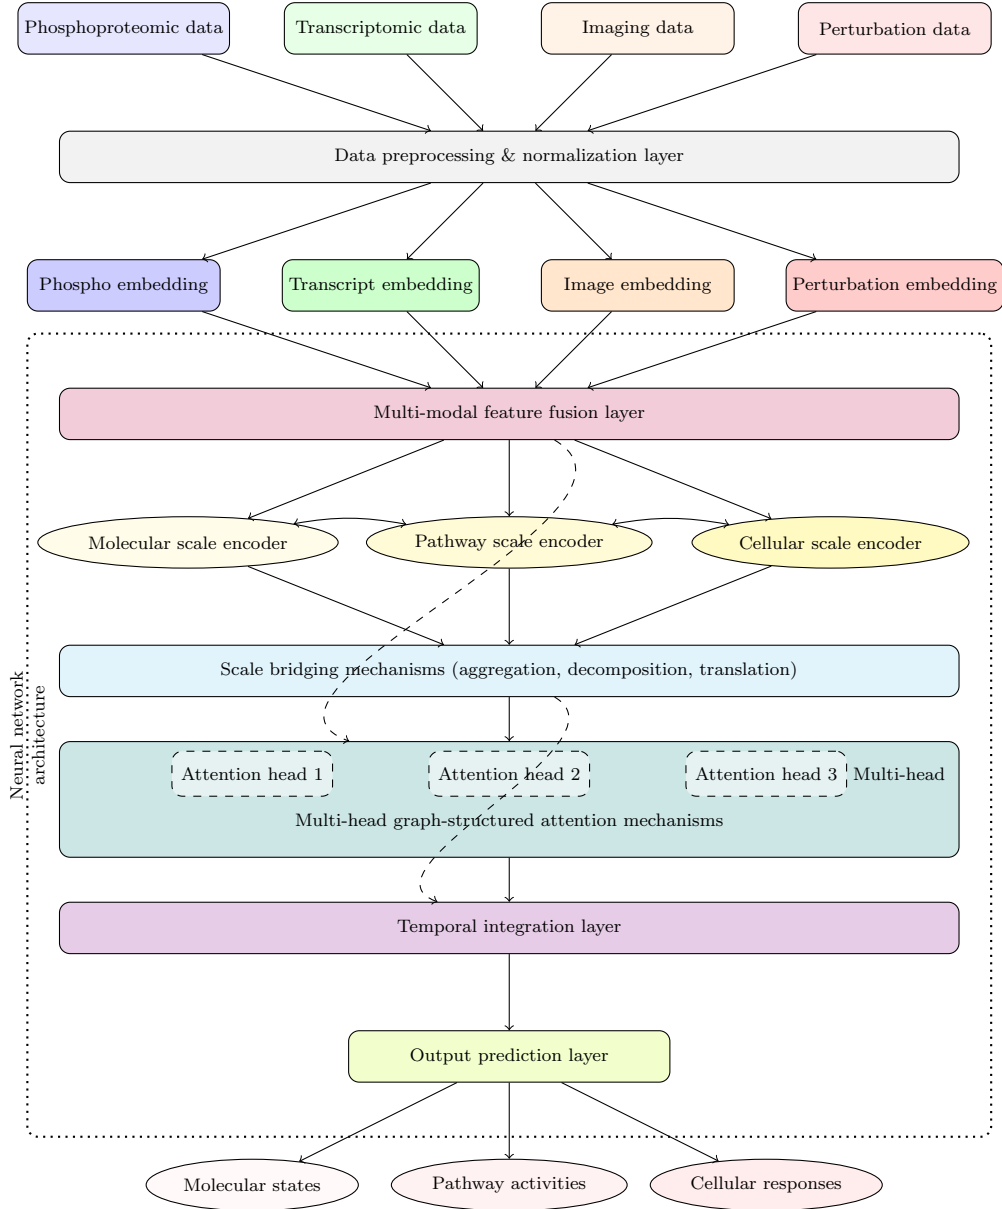 Phosphoproteomic data
Transcriptomic data
Imaging data
Perturbation data
Data preprocessing & normalization layer
Phospho embedding
Transcript embedding
Image embedding
Perturbation embedding
Multi-modal feature fusion layer
Molecular scale encoder
Pathway scale encoder
Cellular scale encoder
Scale bridging mechanisms (aggregation, decomposition, translation)
Neural network
architecture
Attention head 1
Attention head 2
Attention head 3
Multi-head
Multi-head graph-structured attention mechanisms
Temporal integration layer
Output prediction layer
Molecular states
Pathway activities
Cellular responses